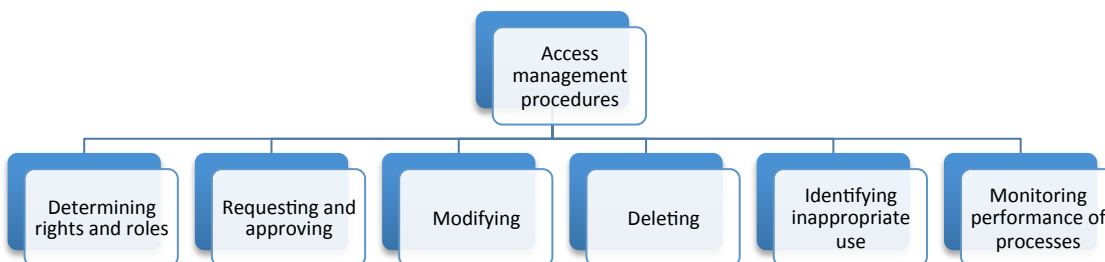 Access
management
procedures
Determining
rights and roles
Requesting and
approving
Modifying
Deleting
Identifying
inappropriate
use
Monitoring
performance of
processes